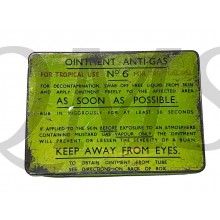 OINTMENT ANTI-GAS
FOR TROPICAL USE No 6 FOR
FOR DECONTAMINATION, SWAB OFF FREE LIQUID FROM SKIN
AND APPLY OINTMENT FREELY TO THE AFFECTED AREA
AS SOON AS POSSIBLE.
RUB IN VIGOROUSLY FOR AT LEAST 30 SECONDS
IF APPLIED TO THE SKIN BEFORE EXPOSURE TO AN ATMOSPHERE
CONTAINING MUSTARD GAS VAPOUR ONLY THE OINTMENT
WILL PREVENT OR LESSEN THE SEVERITY OF A BURN
KEEP AWAY FROM EYES.
TO OBTAIN OINTMENT FROM TUBE
SEE DIRECTIONS ON BACK OF BOX